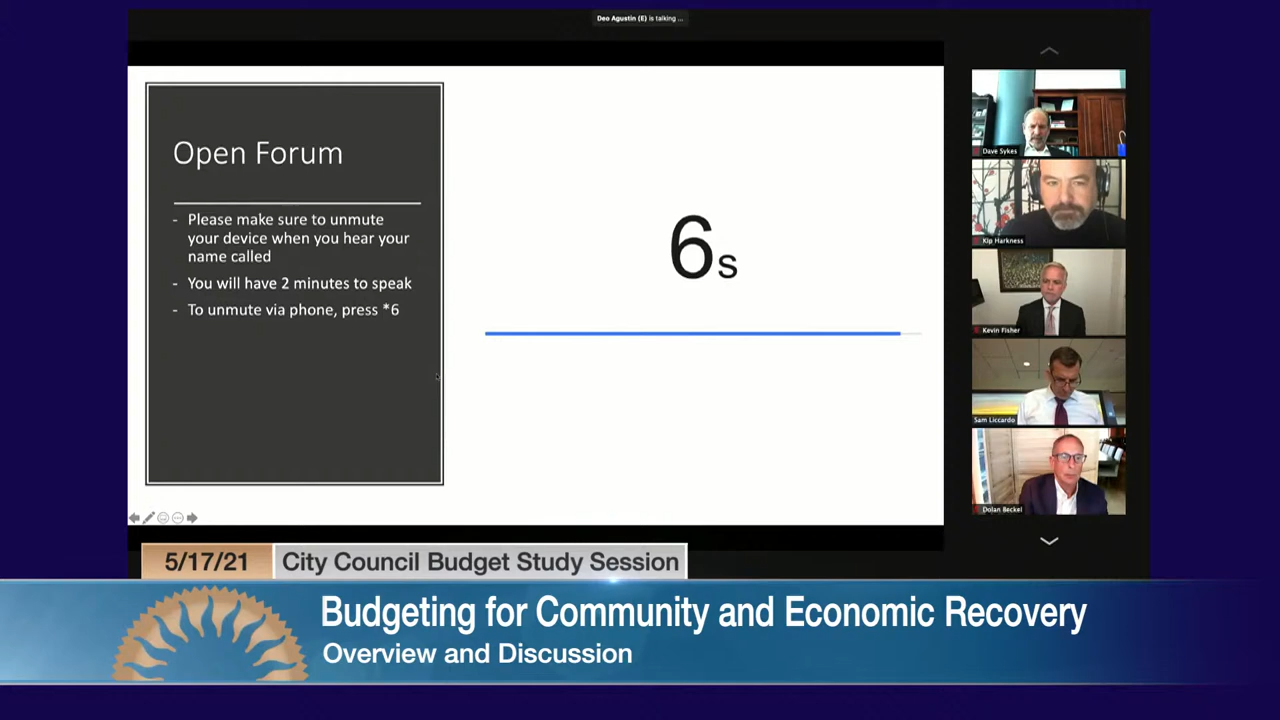 Deo Agustin (E) is talking ...
Open Forum
- Please make sure to unmute
your device when you hear your
name called
- You will have 2 minutes to speak
- To unmute via phone, press *6
6s
Dave Sykes
Kip Harkness
Kevin Fisher
Sam Liccardo
Dolan Beckel
5/17/21
City Council Budget Study Session
Budgeting for Community and Economic Recovery
Overview and Discussion